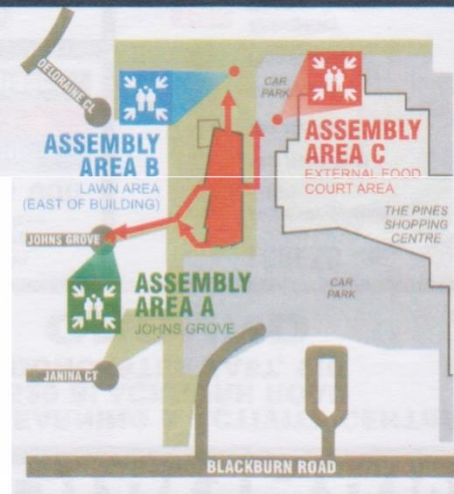 DELORAINE CL
CAR
PARK
ASSEMBLY
AREA B
LAWN AREA
(EAST OF BUILDING)
ASSEMBLY
AREA C
EXTERNAL FOOD
COURT AREA
THE PINES
SHOPPING
CENTRE
JOHNS GROVE
ASSEMBLY
AREA A
JOHNS GROVE
CAR
PARK
JANINA CT
BLACKBURN ROAD